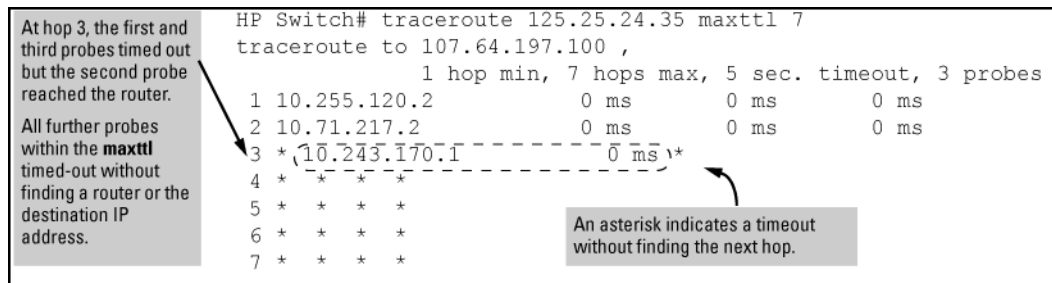 At hop 3, the first and
third probes timed out
but the second probe
reached the router.
All further probes
within the maxttl
timed-out without
finding a router or the
destination IP
address.
HP Switch# traceroute 125.25.24.35 maxttl 7
traceroute to 107.64.197.100 ,
1 hop min, 7 hops max, 5 sec. timeout, 3 probes
1 10.255.120.2 0 ms 0 ms 0 ms
2 10.71.217.2 0 ms 0 ms 0 ms
3 * 10.243.170.1 0 ms *
4 * * * *
5 * * * *
6 * * * *
7 * * * *
An asterisk indicates a timeout
without finding the next hop.